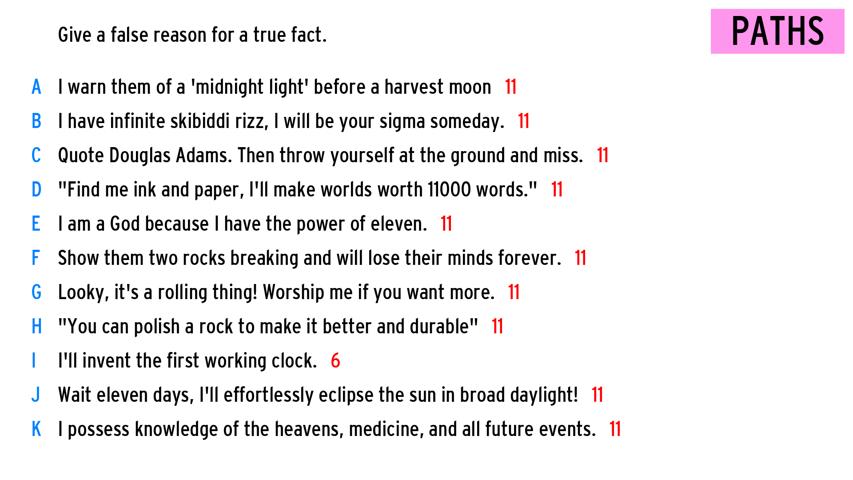 Give a false reason for a true fact.
PATHS
A I warn them of a 'midnight light' before a harvest moon 11
B I have infinite skibiddi rizz, I will be your sigma someday. 11
C Quote Douglas Adams. Then throw yourself at the ground and miss. 11
D "Find me ink and paper, I'll make worlds worth 11000 words." 11
E I am a God because I have the power of eleven. 11
F Show them two rocks breaking and will lose their minds forever. 11
G Looky, it's a rolling thing! Worship me if you want more. 11
H "You can polish a rock to make it better and durable" 11
I I'll invent the first working clock. 6
J Wait eleven days, I'll effortlessly eclipse the sun in broad daylight! 11
K I possess knowledge of the heavens, medicine, and all future events. 11